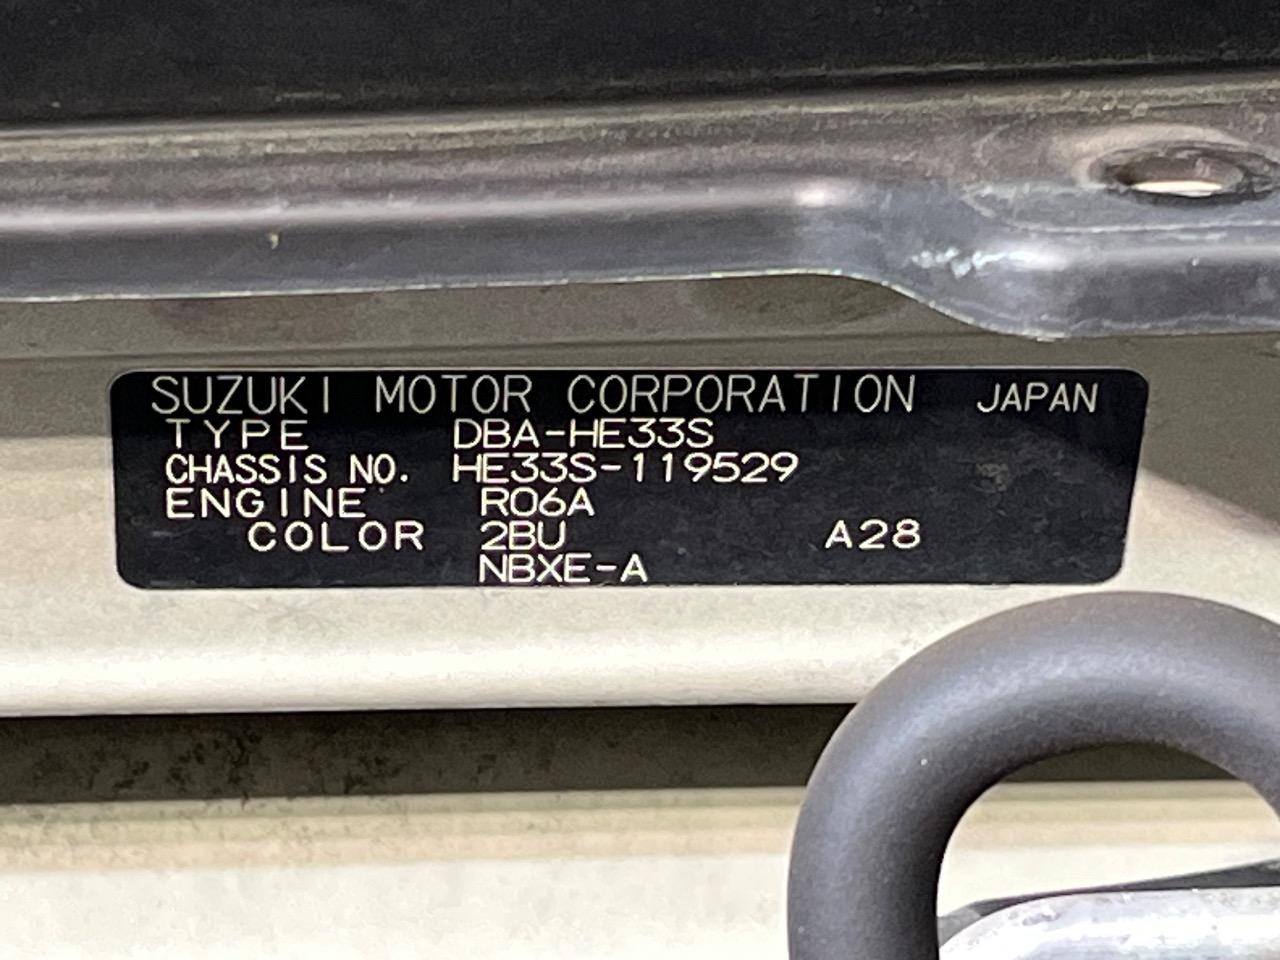 SUZUKI MOTOR CORPORATION JAPAN
TYPE DBA-HE33S
CHASSIS NO. HE33S-119529
ENGINE R06A
COLOR 2BU A28
NBXE-A